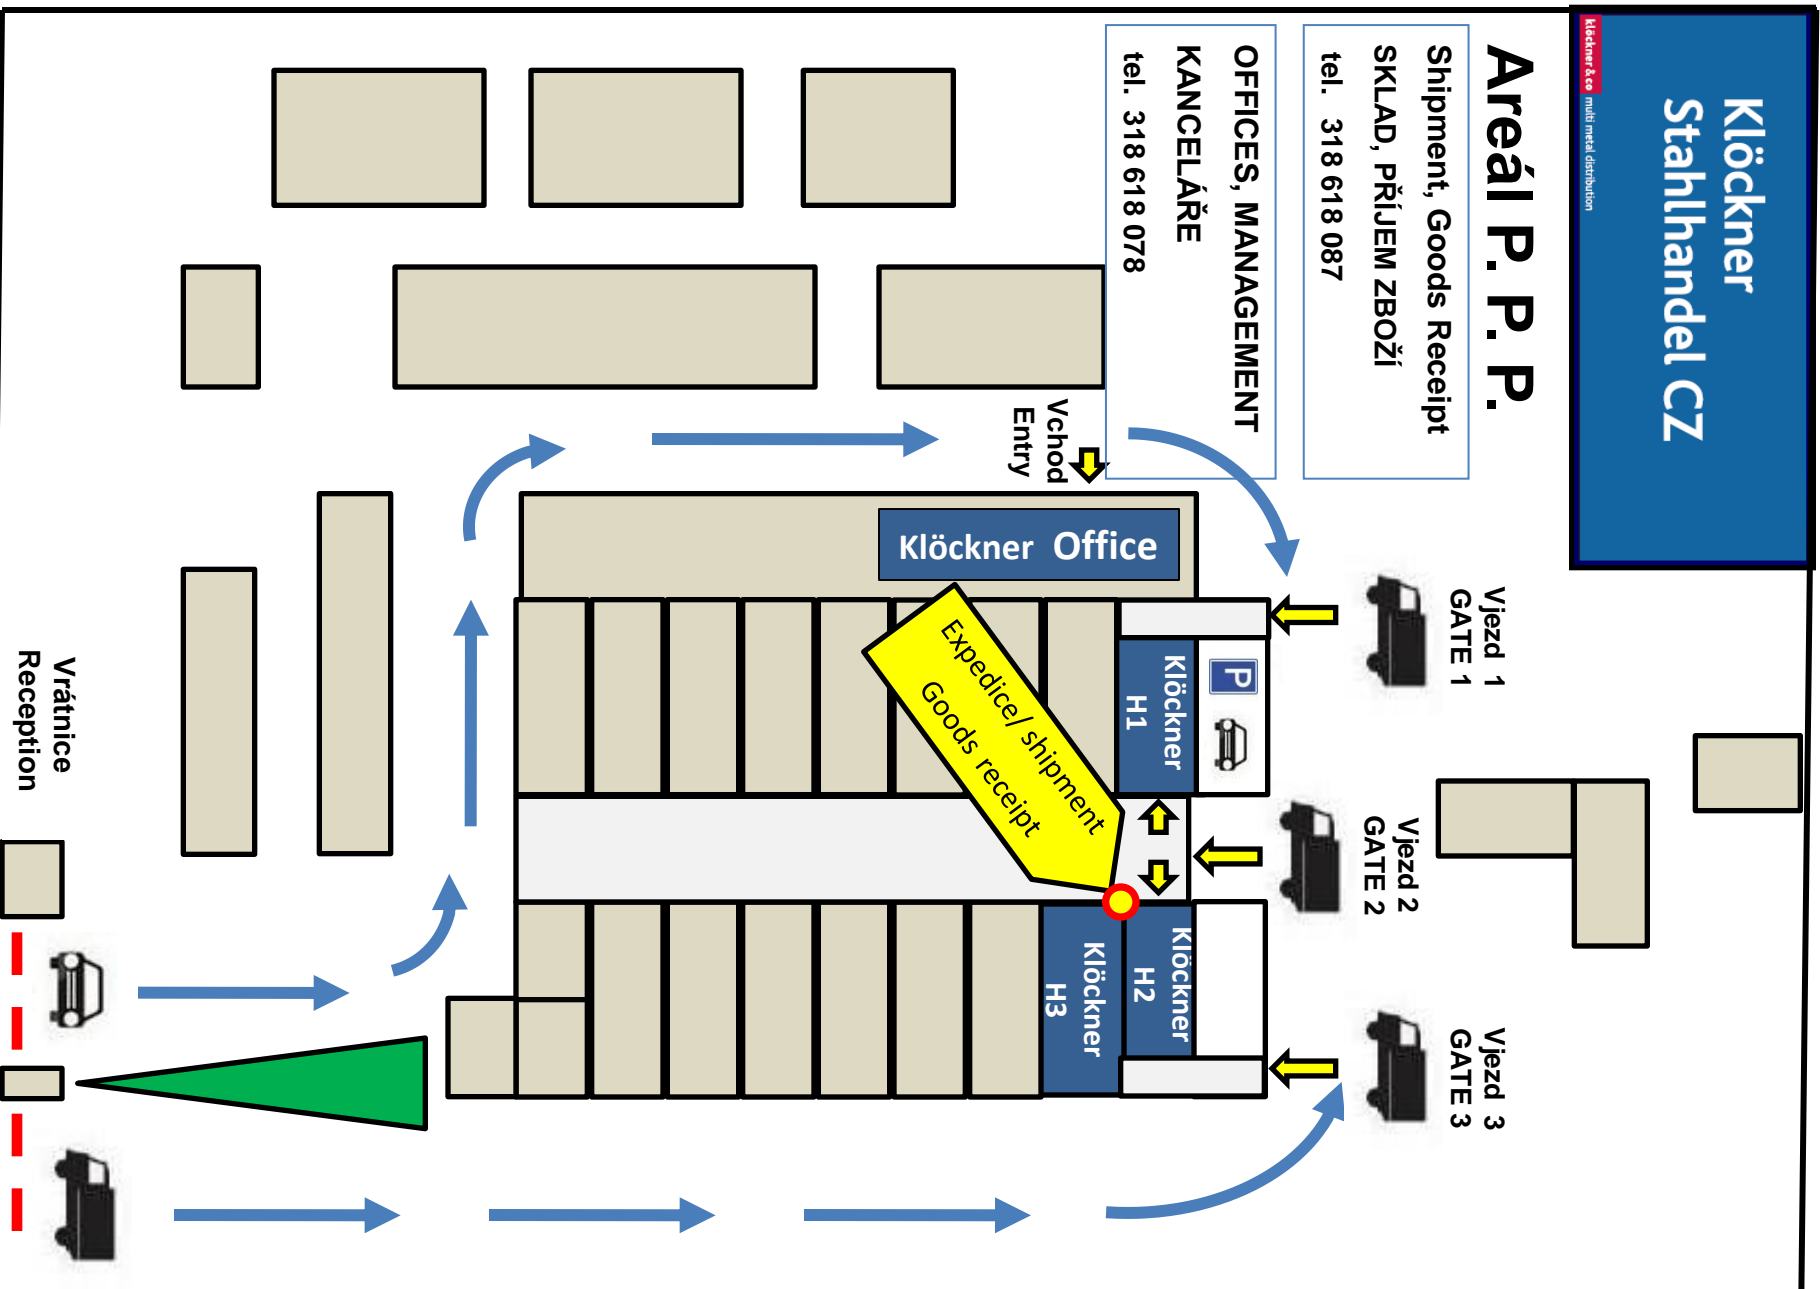 Klöckner
Stahlhandel CZ
klöckner & co multi metal distribution
Areál P. P. P.
Shipment, Goods Receipt
SKLAD, PŘÍJEM ZBOŽÍ
tel. 318 618 087
OFFICES, MANAGEMENT
KANCELÁŘE
tel. 318 618 078
Vchod
Entry
Klöckner Office
Vjezd 1
GATE 1
P
Klöckner
H1
Expedice/ shipment
Goods receipt
Vjezd 2
GATE 2
Klöckner
H2
Klöckner
H3
Vjezd 3
GATE 3
Vrátnice
Reception